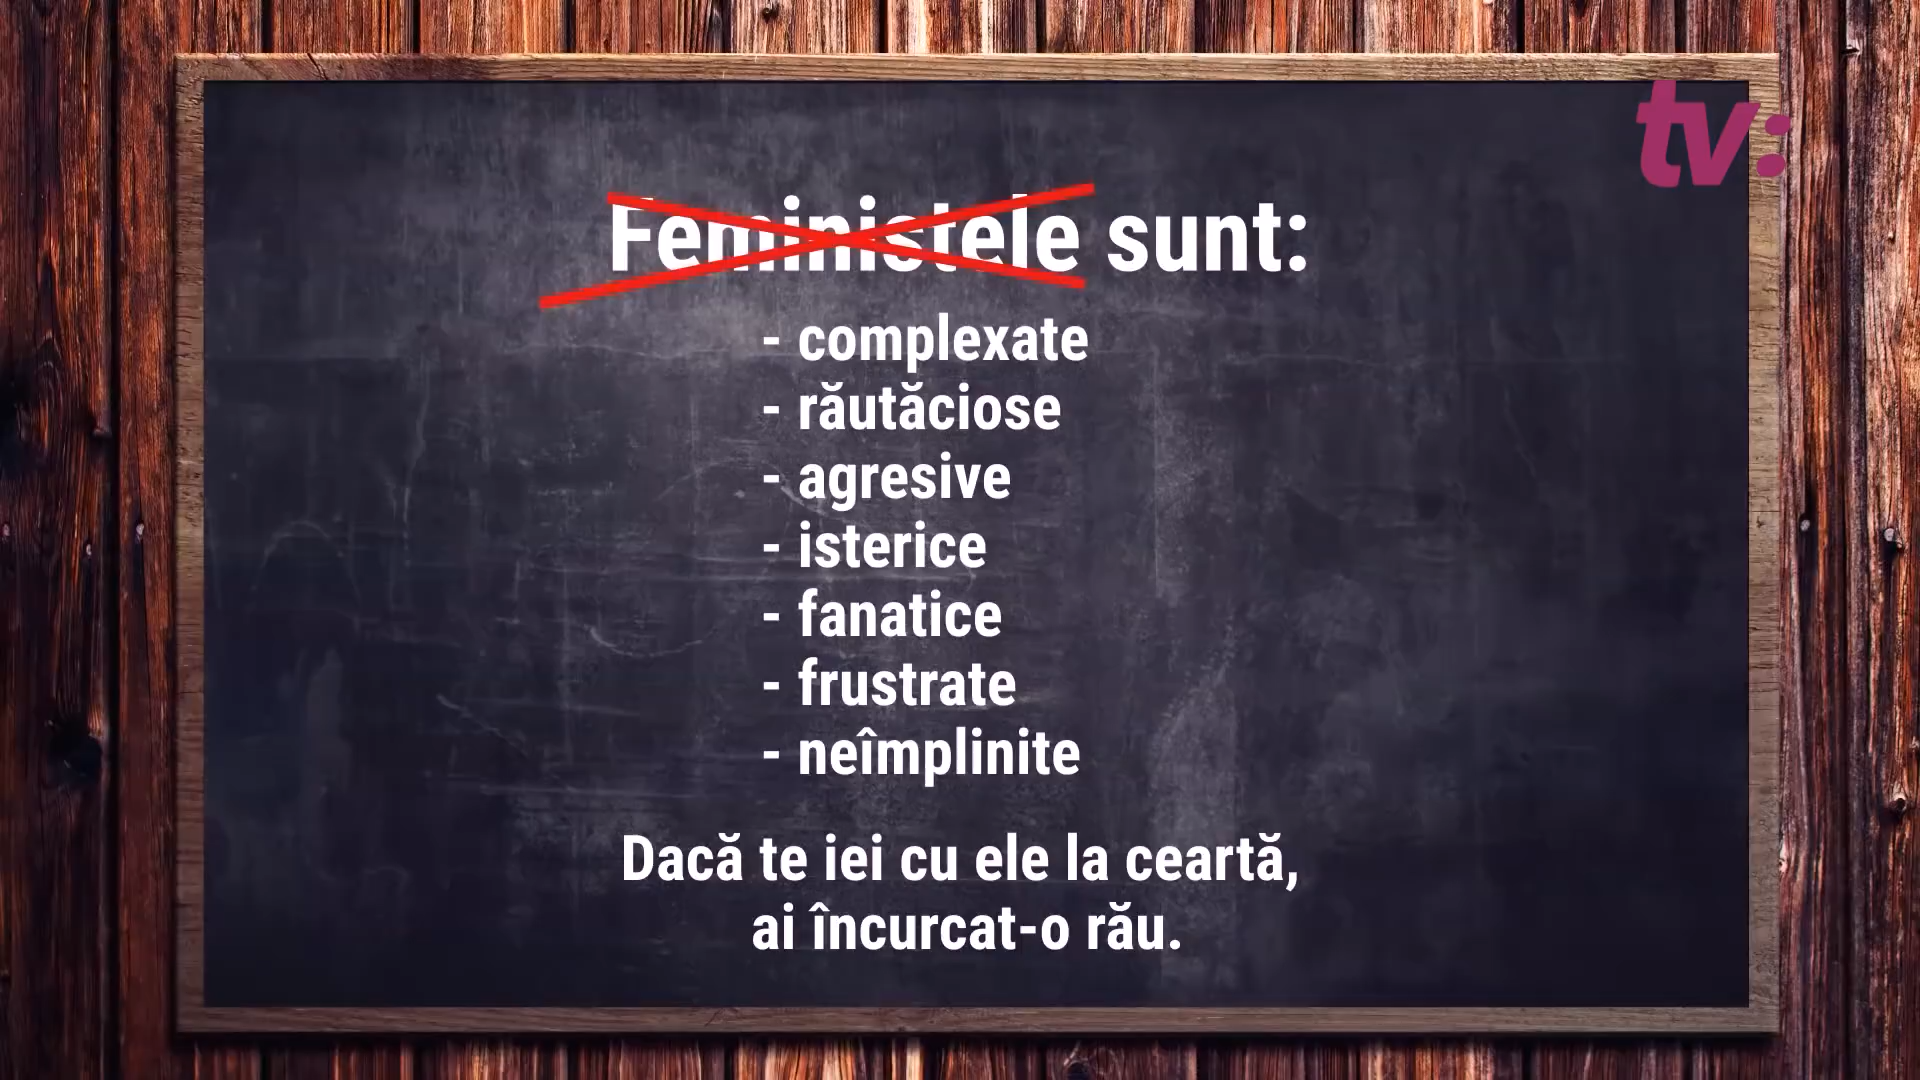 tv:
Feministele sunt:
- complexate
- răutăciose
- agresive
- isterice
- fanatice
- frustrate
- neîmplinite
Dacă te iei cu ele la ceartă,
ai încurcat-o rău.